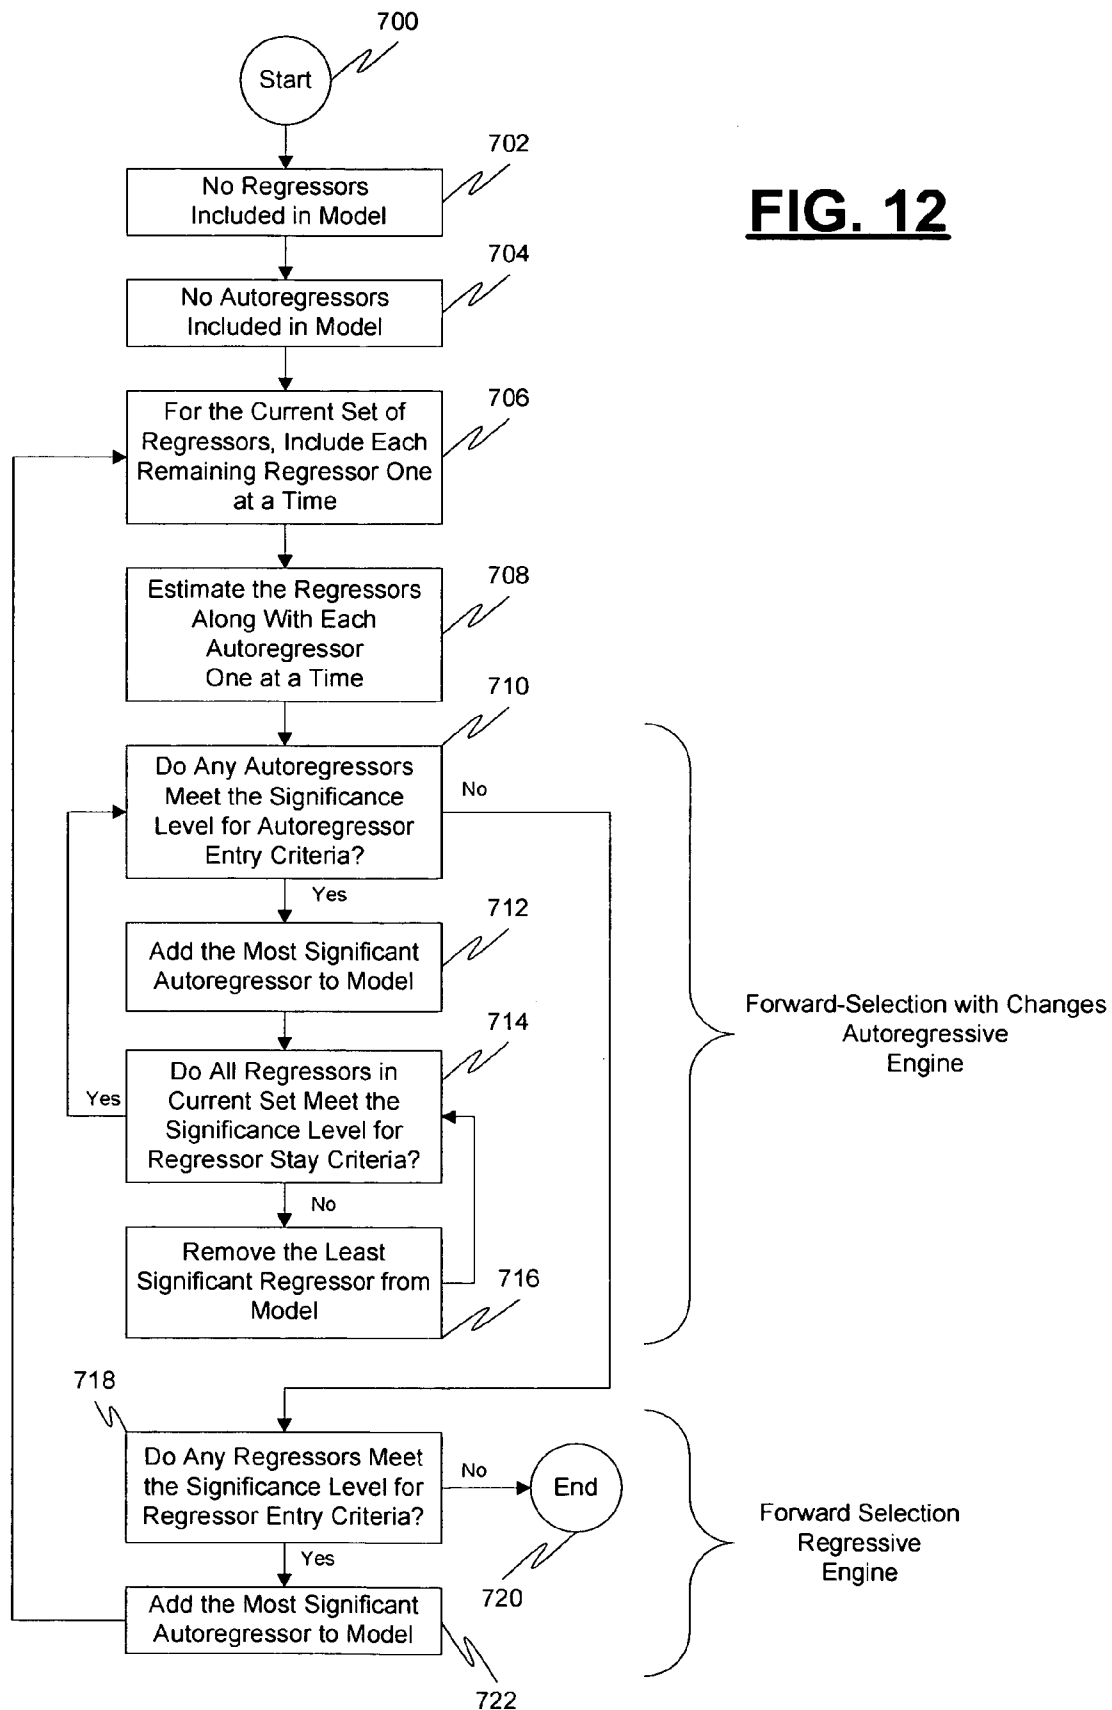 700
Start
702
No Regressors
Included in Model
FIG. 12
704
No Autoregressors
Included in Model
706
For the Current Set of
Regressors, Include Each
Remaining Regressor One
at a Time
708
Estimate the Regressors
Along With Each
Autoregressor
One at a Time
710
Do Any Autoregressors
Meet the Significance
Level for Autoregressor
Entry Criteria?
No
Yes
712
Add the Most Significant
Autoregressor to Model
714
Do All Regressors in
Current Set Meet the
Significance Level for
Regressor Stay Criteria?
Yes
No
Remove the Least
Significant Regressor from
Model
716
Forward-Selection with Changes
Autoregressive
Engine
718
Do Any Regressors Meet
the Significance Level for
Regressor Entry Criteria?
No
End
Yes
720
Add the Most Significant
Autoregressor to Model
722
Forward Selection
Regressive
Engine